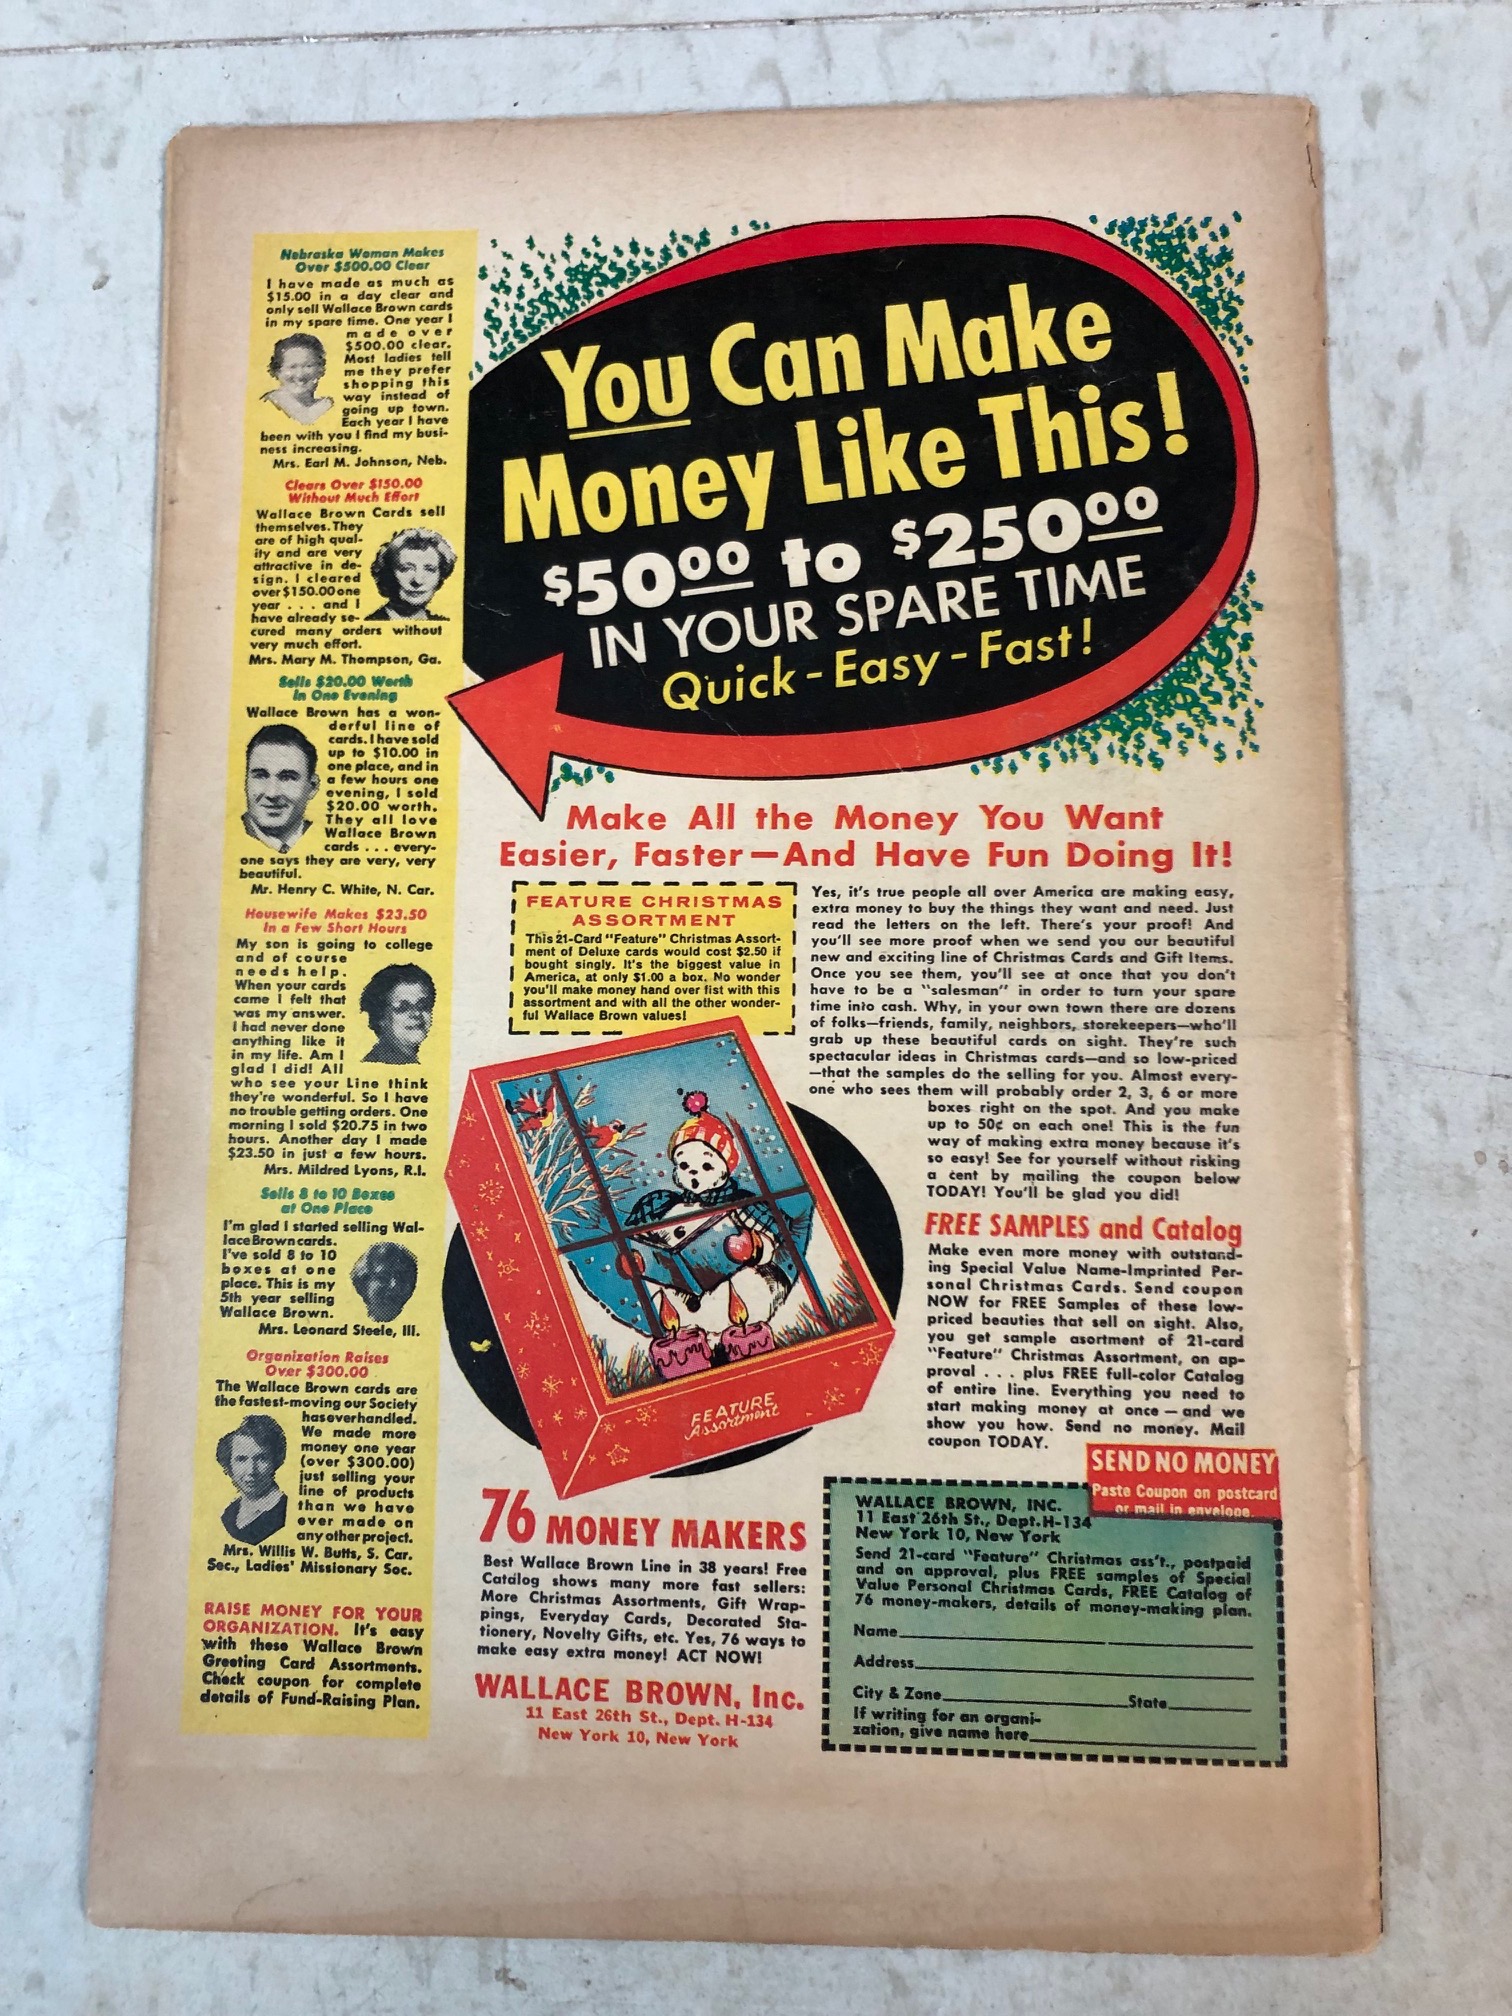 Nebraska Woman Makes
Over $500.00 Clear
I have made as much as
$15.00 in a day clear and
only sell Wallace Brown cards
in my spare time. One year I
made over
$500.00 clear.
Most ladies tell
me they prefer
shopping this
way instead of
going up town.
Each year I have
been with you I find my busi-
ness increasing.
Mrs. Earl M. Johnson, Neb.
Clears Over $150.00
Without Much Effort
Wallace Brown Cards sell
themselves. They
are of high qual-
ity and are very
attractive in de-
sign. I cleared
over $150.00 one
year . . . and I
have already se-
cured many orders without
very much effort.
Mrs. Mary M. Thompson, Ga.
Sells $20.00 Worth
In One Evening
Wallace Brown has a won-
derful line of
cards. I have sold
up to $10.00 in
one place, and in
a few hours one
evening, I sold
$20.00 worth.
They all love
Wallace Brown
cards . . . every-
one says they are very, very
beautiful.
Mr. Henry C. White, N. Car.
Housewife Makes $23.50
In a Few Short Hours
My son is going to college
and of course
needs help.
When your cards
came I felt that
was my answer.
I had never done
anything like it
in my life. Am I
glad I did! All
who see your Line think
they're wonderful. So I have
no trouble getting orders. One
morning I sold $20.75 in two
hours. Another day I made
$23.50 in just a few hours.
Mrs. Mildred Lyons, R.I.
Sells 8 to 10 Boxes
at One Place
I'm glad I started selling Wal-
lace Brown cards.
I've sold 8 to 10
boxes at one
place. This is my
5th year selling
Wallace Brown.
Mrs. Leonard Steele, Ill.
Organization Raises
Over $300.00
The Wallace Brown cards are
the fastest-moving our Society
has ever handled.
We made more
money one year
(over $300.00)
just selling your
line of products
than we have
ever made on
any other project.
Mrs. Willis W. Butts, S. Car.
Sec., Ladies' Missionary Soc.
RAISE MONEY FOR YOUR
ORGANIZATION. It's easy
with these Wallace Brown
Greeting Card Assortments.
Check coupon for complete
details of Fund-Raising Plan.
You Can Make
Money Like This!
$50.00 to $250.00
IN YOUR SPARE TIME
Quick - Easy - Fast!
Make All the Money You Want
Easier, Faster—And Have Fun Doing It!
FEATURE CHRISTMAS
ASSORTMENT
This 21-Card "Feature" Christmas Assort-
ment of Deluxe cards would cost $2.50 if
bought singly. It's the biggest value in
America, at only $1.00 a box. No wonder
you'll make money hand over fist with this
assortment and with all the other wonder-
ful Wallace Brown values!
Yes, it's true people all over America are making easy,
extra money to buy the things they want and need. Just
read the letters on the left. There's your proof! And
you'll see more proof when we send you our beautiful
new and exciting line of Christmas Cards and Gift Items.
Once you see them, you'll see at once that you don't
have to be a "salesman" in order to turn your spare
time into cash. Why, in your own town there are dozens
of folks—friends, family, neighbors, storekeepers—who'll
grab up these beautiful cards on sight. They're such
spectacular ideas in Christmas cards—and so low-priced
—that the samples do the selling for you. Almost every-
one who sees them will probably order 2, 3, 6 or more
boxes right on the spot. And you make
up to 50¢ on each one! This is the fun
way of making extra money because it's
so easy! See for yourself without risking
a cent by mailing the coupon below
TODAY! You'll be glad you did!
FREE SAMPLES and Catalog
Make even more money with outstand-
ing Special Value Name-Imprinted Per-
sonal Christmas Cards. Send coupon
NOW for FREE Samples of these low-
priced beauties that sell on sight. Also,
you get sample asortment of 21-card
"Feature" Christmas Assortment, on ap-
proval . . . plus FREE full-color Catalog
of entire line. Everything you need to
start making money at once — and we
show you how. Send no money. Mail
coupon TODAY.
FEATURE
Assortment
76 MONEY MAKERS
Best Wallace Brown Line in 38 years! Free
Catalog shows many more fast sellers:
More Christmas Assortments, Gift Wrap-
pings, Everyday Cards, Decorated Sta-
tionery, Novelty Gifts, etc. Yes, 76 ways to
make easy extra money! ACT NOW!
WALLACE BROWN, Inc.
11 East 26th St., Dept. H-134
New York 10, New York
SEND NO MONEY
Paste Coupon on postcard
or mail in envelope.
WALLACE BROWN, INC.
11 East 26th St., Dept. H-134
New York 10, New York
Send 21-card "Feature" Christmas ass't., postpaid
and on approval, plus FREE samples of Special
Value Personal Christmas Cards, FREE Catalog of
76 money-makers, details of money-making plan.
Name
Address
City & Zone State
If writing for an organi-
zation, give name here